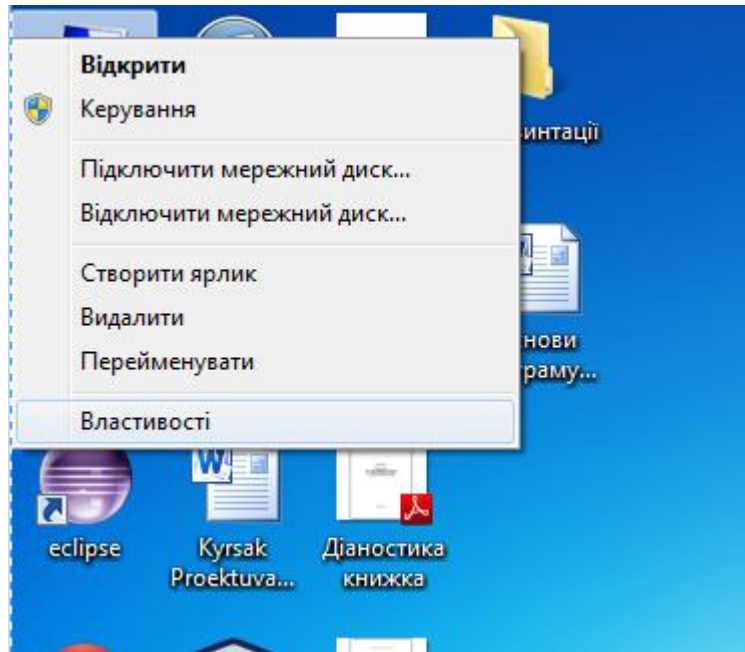 Відкрити
Керування
Підключити мережний диск...
Відключити мережний диск...
Створити ярлик
Видалити
Перейменувати
Властивості
eclipse
Kyrsak
Proektuva...
Діаностика
книжка